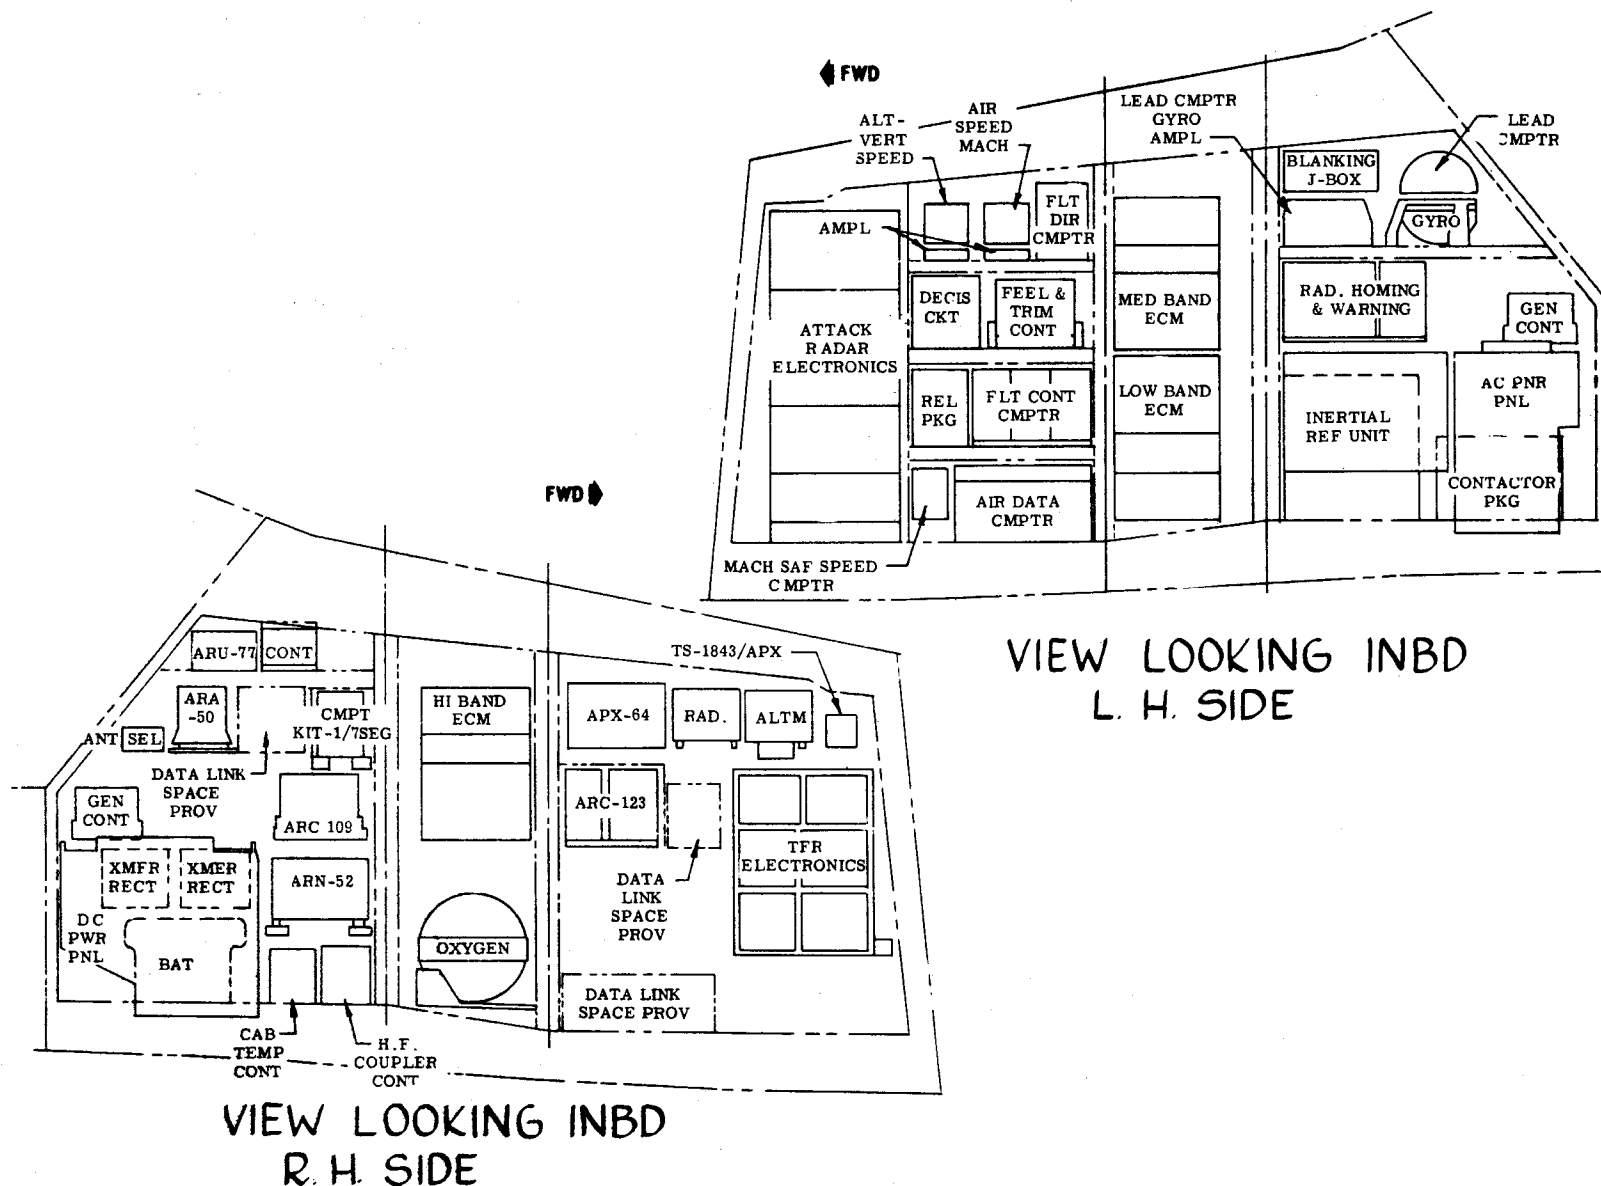 FWD
ALT-
VERT
SPEED
AIR
SPEED
MACH
LEAD CMPTR
GYRO
AMPL
LEAD
CMPTR
BLANKING
J-BOX
FLT
DIR
CMPTR
AMPL
GYRO
DECIS
CKT
FEEL &
TRIM
CONT
MED BAND
ECM
RAD. HOMING
& WARNING
GEN
CONT
ATTACK
RADAR
ELECTRONICS
REL
PKG
FLT CONT
CMPTR
LOW BAND
ECM
INERTIAL
REF UNIT
AC PNR
PNL
AIR DATA
CMPTR
CONTACTOR
PKG
MACH SAF SPEED
CMPTR
VIEW LOOKING INBD
L. H. SIDE
FWD
ARU-77
CONT
TS-1843/APX
ARA
-50
CMPT
KIT-1/7SEG
HI BAND
ECM
APX-64
RAD.
ALTM
ANT SEL
DATA LINK
SPACE
PROV
GEN
CONT
ARC 109
ARC-123
XMFR
RECT
XMER
RECT
ARN-52
DATA
LINK
SPACE
PROV
TFR
ELECTRONICS
DC
PWR
PNL
BAT
OXYGEN
DATA LINK
SPACE PROV
CAB
TEMP
CONT
H.F.
COUPLER
CONT
VIEW LOOKING INBD
R. H. SIDE